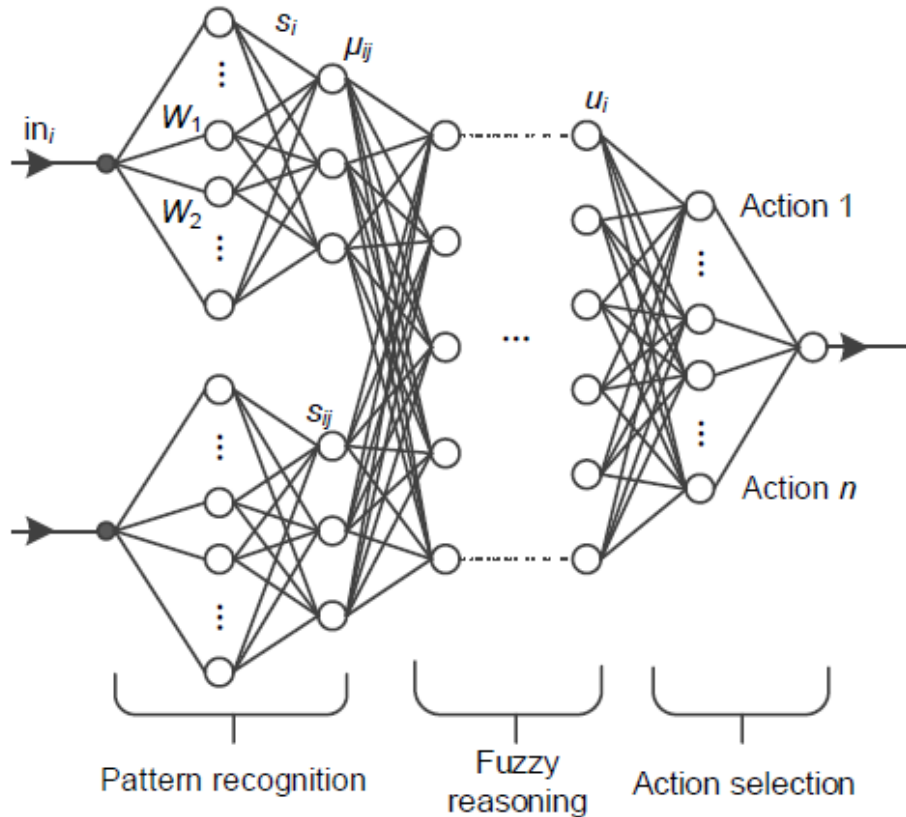 s_i
μ_ij
in_i
W_1
W_2
...
...
u_i
Action 1
...
...
s_ij
...
...
...
Action n
Pattern recognition
Fuzzy
reasoning
Action selection